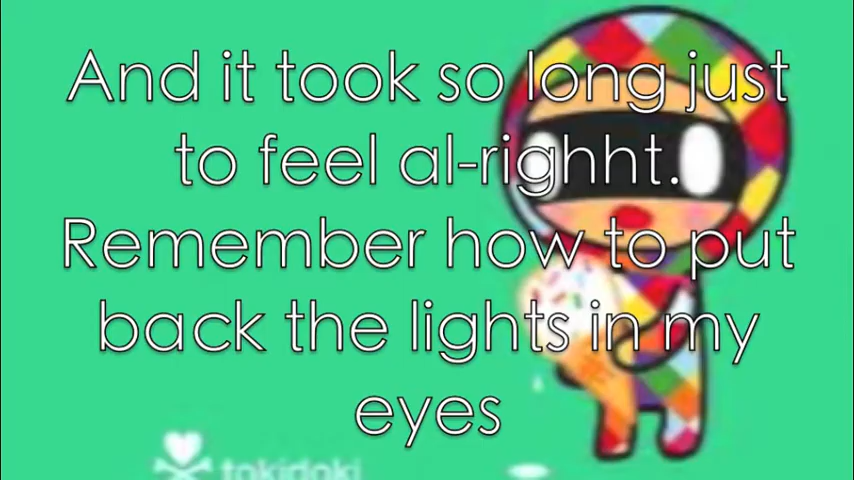 And it took so long just
to feel al-righht.
Remember how to put
back the lights in my
eyes
tokidoki